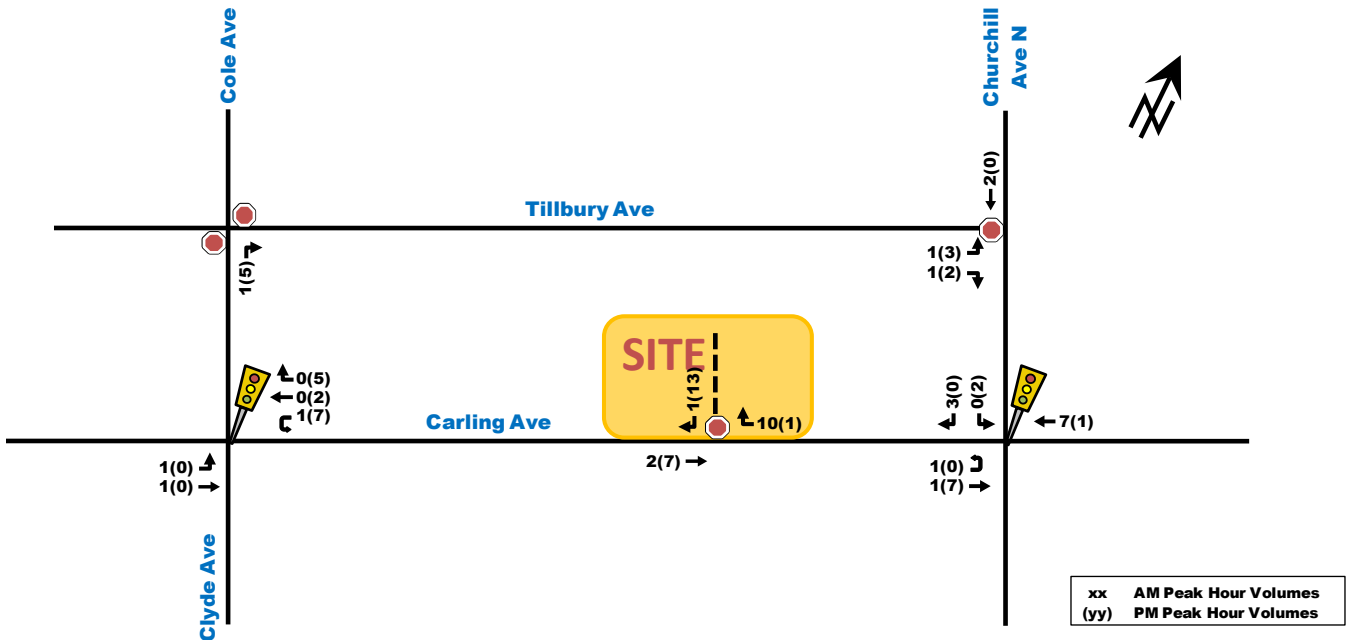 Cole Ave
Churchill
Ave N
2(0)
Tillbury Ave
1(5)
1(3)
1(2)
SITE
0(5)
0(2)
1(7)
1(13)
10(1)
3(0)
0(2)
7(1)
Carling Ave
1(0)
1(0)
2(7)
1(0)
1(7)
Clyde Ave
xx AM Peak Hour Volumes
(yy) PM Peak Hour Volumes